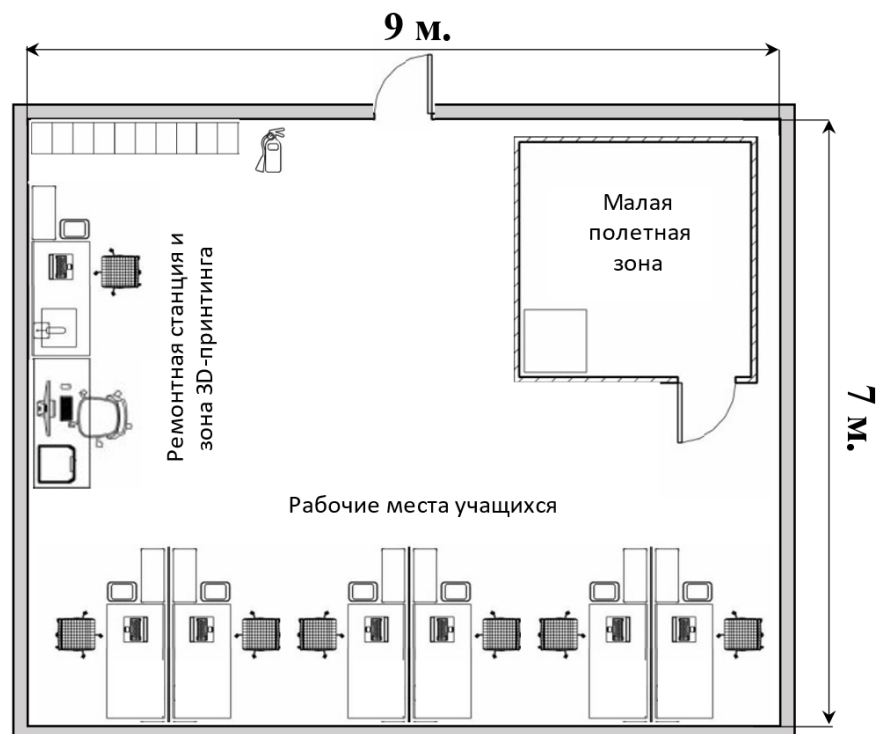 9 м.
Малая
полетная
зона
Ремонтная станция и
зона 3D-принтинга
7 м.
Рабочие места учащихся